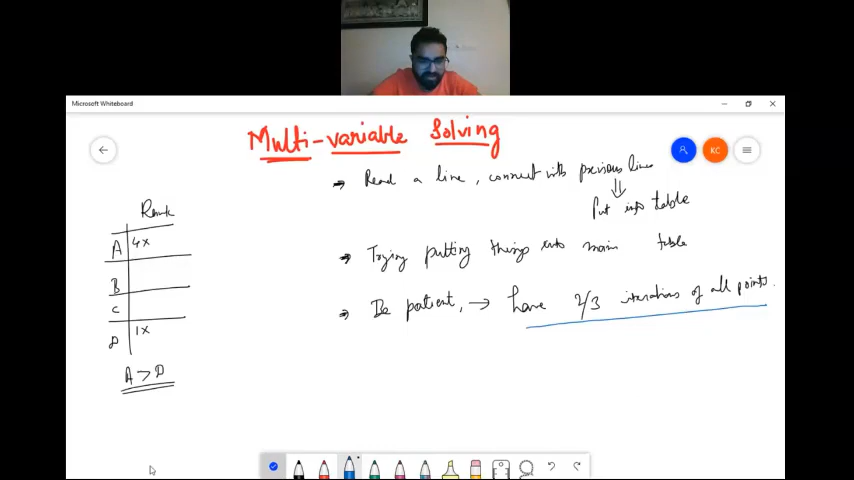 Microsoft Whiteboard
KC
Multi-variable Solving
Read a line, connect with previous line
Put into table
Trying putting things into main table
Be patient, → have 2/3 iterations of all points.
Rank
A 4x
B
C
D 1x
A > D